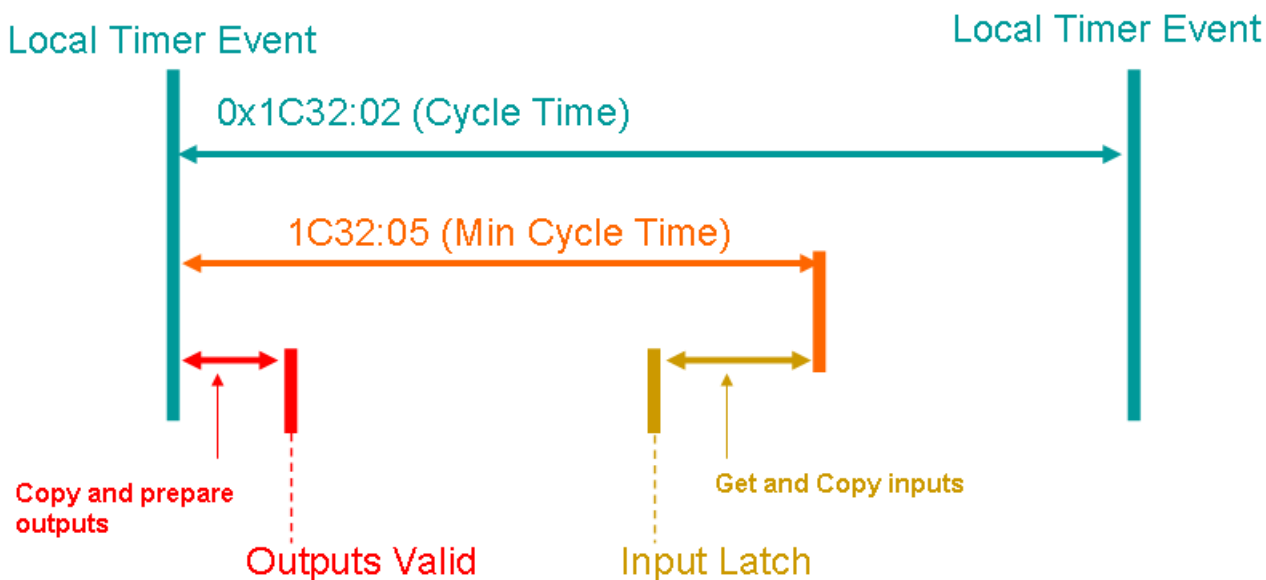 Local Timer Event
Local Timer Event
0x1C32:02 (Cycle Time)
1C32:05 (Min Cycle Time)
Copy and prepare
outputs
Get and Copy inputs
Outputs Valid
Input Latch